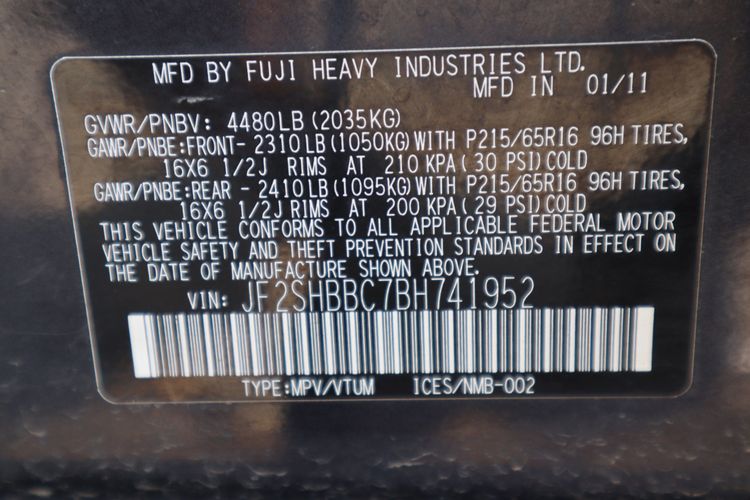 MFD BY FUJI HEAVY INDUSTRIES LTD.
MFD IN 01/11
GVWR/PNBV: 4480LB(2035KG)
GAWR/PNBE:FRONT- 2310LB(1050KG)WITH P215/65R16 96H TIRES,
16X6 1/2J RIMS AT 210 KPA(30 PSI)COLD
GAWR/PNBE:REAR - 2410LB(1095KG)WITH P215/65R16 96H TIRES,
16X6 1/2J RIMS AT 200 KPA(29 PSI)COLD
THIS VEHICLE CONFORMS TO ALL APPLICABLE FEDERAL MOTOR
VEHICLE SAFETY AND THEFT PREVENTION STANDARDS IN EFFECT ON
THE DATE OF MANUFACTURE SHOWN ABOVE.
VIN: JF2SHBBC7BH741952
TYPE:MPV/VTUM ICES/NMB-002